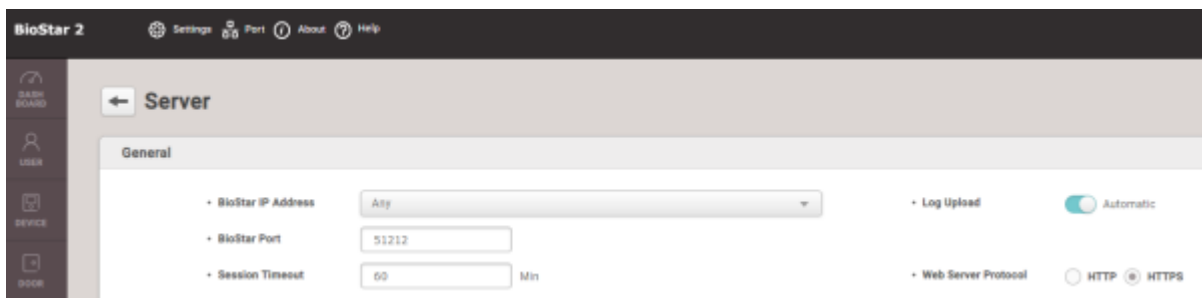 BioStar 2 Settings Port About Help
DASH
BOARD
Server
USER
General
DEVICE
BioStar IP Address Any Log Upload Automatic
BioStar Port 51212
DOOR
Session Timeout 60 Min Web Server Protocol HTTP HTTPS